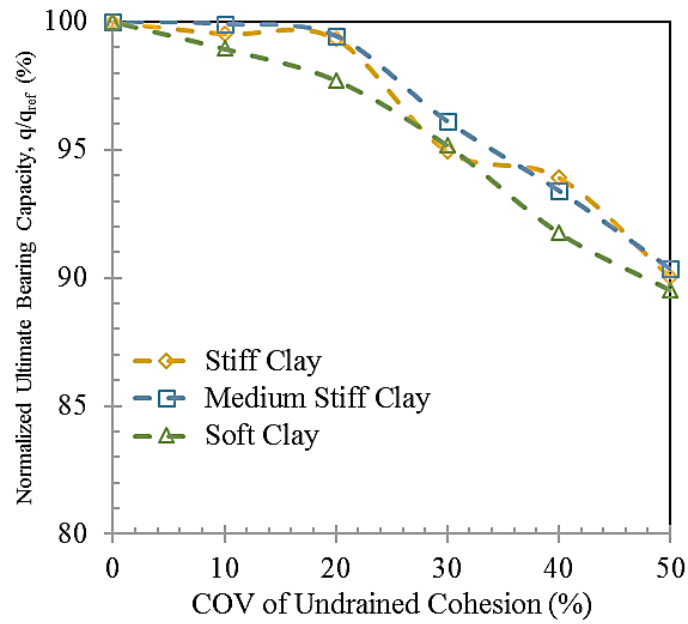 Normalized Ultimate Bearing Capacity, q/qref (%)
100
95
90
85
80
Stiff Clay
Medium Stiff Clay
Soft Clay
0 10 20 30 40 50
COV of Undrained Cohesion (%)